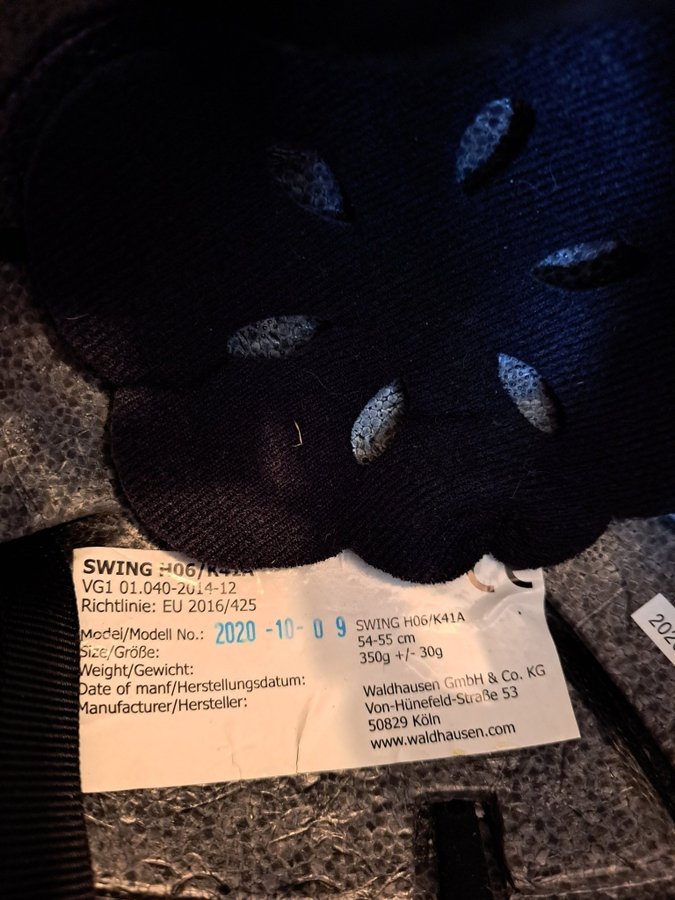 SWING H06/K41A
VG1 01.040-2014-12
Richtlinie: EU 2016/425
Model/Modell No.: 2020-10-09 SWING H06/K41A
Size/Größe: 54-55 cm
Weight/Gewicht: 350g +/- 30g
Date of manf/Herstellungsdatum:
Manufacturer/Hersteller: Waldhausen GmbH & Co. KG
Von-Hünefeld-Straße 53
50829 Köln
www.waldhausen.com